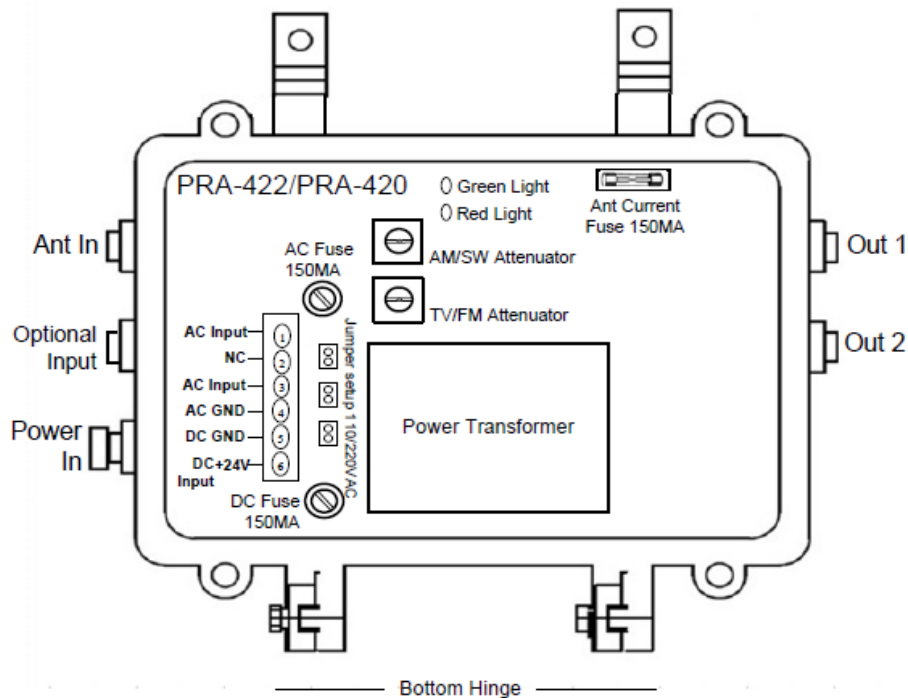 PRA-422/PRA-420
Green Light
Red Light
Ant Current
Fuse 150MA
Ant In
Optional
Input
Power
In
AC Fuse
150MA
AM/SW Attenuator
TV/FM Attenuator
AC Input
NC
AC Input
AC GND
DC GND
DC+24V
Input
1
2
3
4
5
6
Jumper setup 110/220V AC
DC Fuse
150MA
Power Transformer
Out 1
Out 2
Bottom Hinge